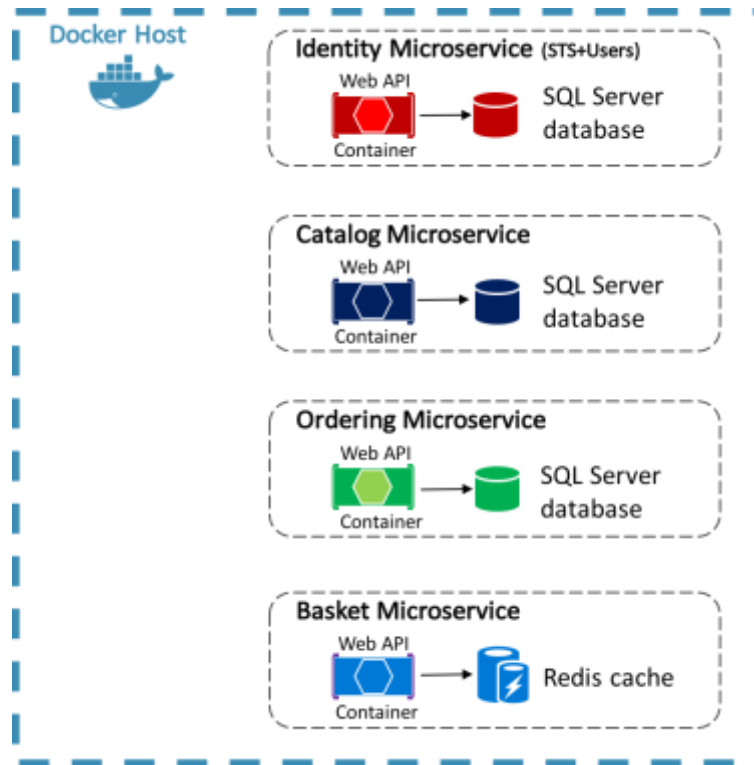 Docker Host
Identity Microservice (STS+Users)
Web API
Container
SQL Server
database
Catalog Microservice
Web API
Container
SQL Server
database
Ordering Microservice
Web API
Container
SQL Server
database
Basket Microservice
Web API
Container
Redis cache